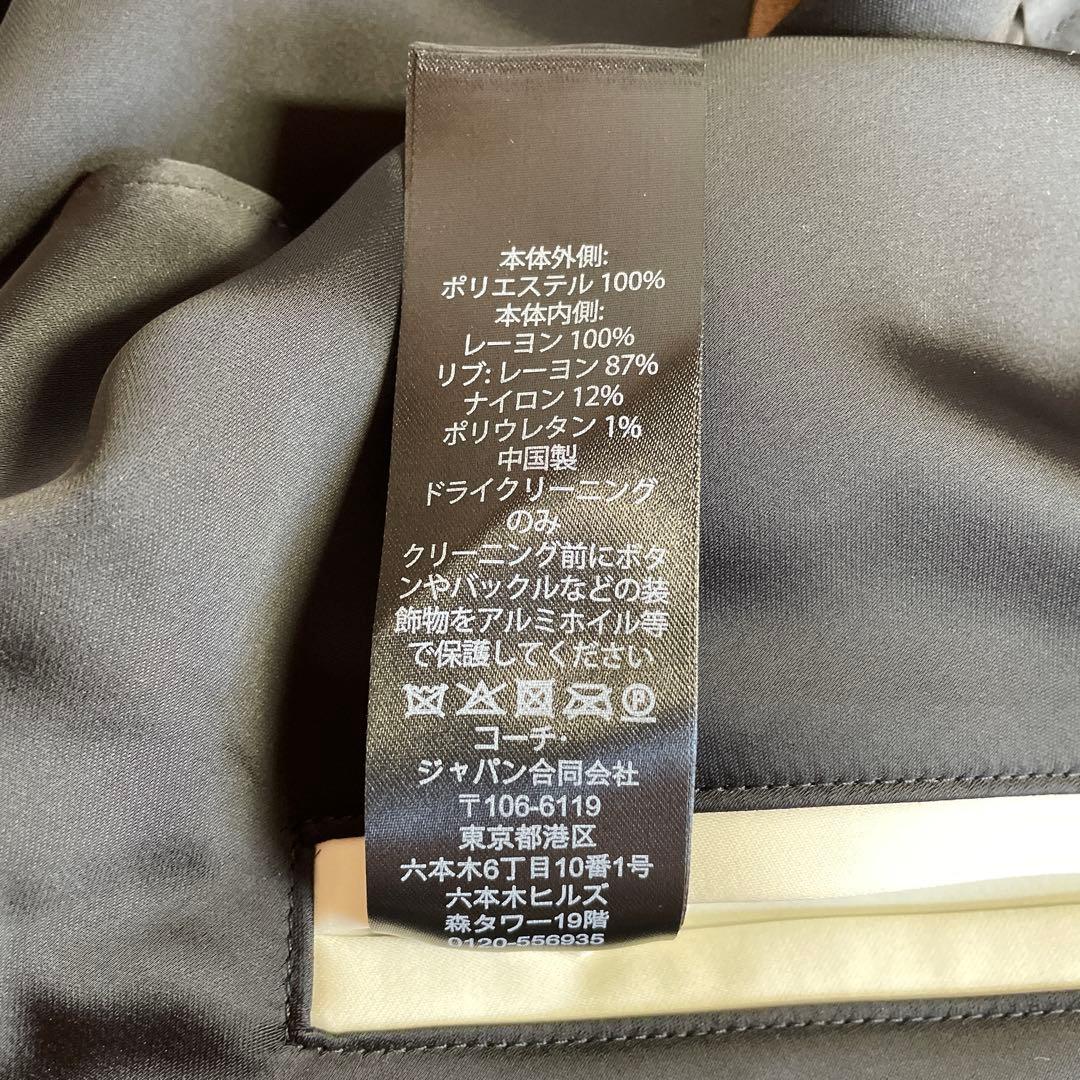 本体外側:
ポリエステル 100%
本体内側:
レーヨン 100%
リブ: レーヨン 87%
ナイロン 12%
ポリウレタン 1%
中国製
ドライクリーニング
のみ
クリーニング前にボタ
ンやバックルなどの装
飾物をアルミホイル等
で保護してください
P
コーチ・
ジャパン合同会社
〒106-6119
東京都港区
六本木6丁目10番1号
六本木ヒルズ
森タワー19階
0120-556935